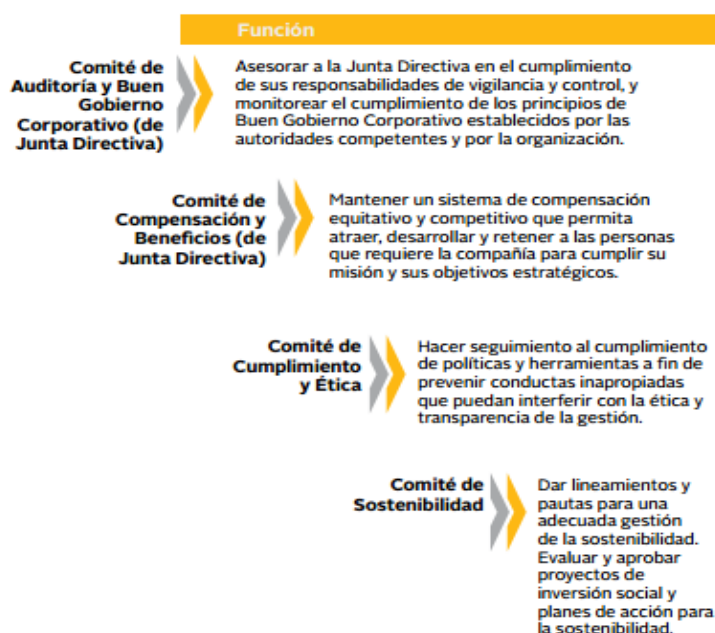 Función
Comité de
Auditoría y Buen
Gobierno
Corporativo (de
Junta Directiva)
Asesorar a la Junta Directiva en el cumplimiento
de sus responsabilidades de vigilancia y control, y
monitorear el cumplimiento de los principios de
Buen Gobierno Corporativo establecidos por las
autoridades competentes y por la organización.
Comité de
Compensación y
Beneficios (de
Junta Directiva)
Mantener un sistema de compensación
equitativo y competitivo que permita
atraer, desarrollar y retener a las personas
que requiere la compañía para cumplir su
misión y sus objetivos estratégicos.
Comité de
Cumplimiento
y Ética
Hacer seguimiento al cumplimiento
de políticas y herramientas a fin de
prevenir conductas inapropiadas
que puedan interferir con la ética y
transparencia de la gestión.
Comité de
Sostenibilidad
Dar lineamientos y
pautas para una
adecuada gestión
de la sostenibilidad.
Evaluar y aprobar
proyectos de
inversión social y
planes de acción para
la sostenibilidad.